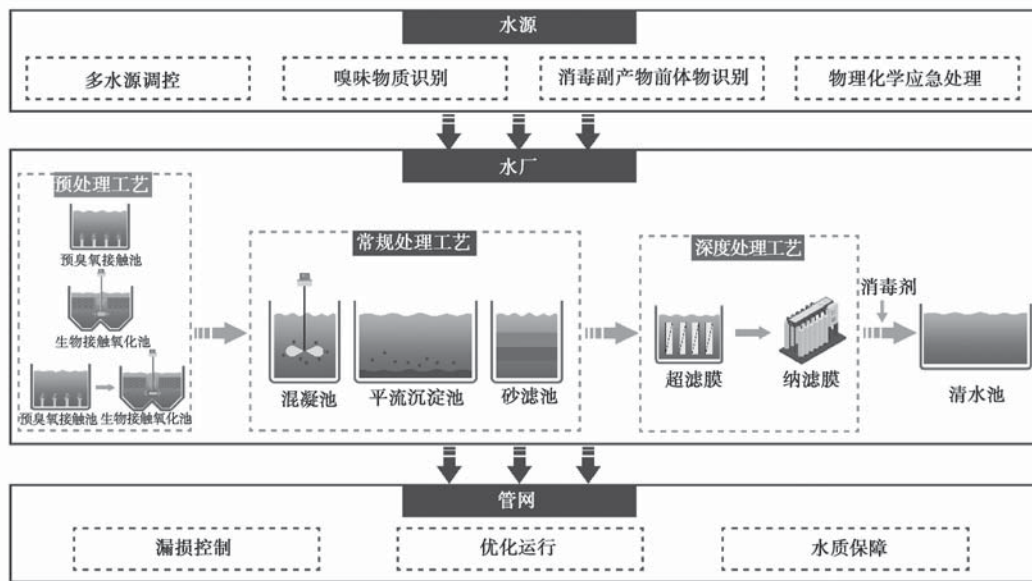 水源
多水源调控
嗅味物质识别
消毒副产物前体物识别
物理化学应急处理
水厂
预处理工艺
预臭氧接触池
生物接触氧化池
预臭氧接触池
生物接触氧化池
常规处理工艺
混凝池
平流沉淀池
砂滤池
深度处理工艺
超滤膜
纳滤膜
消毒剂
清水池
管网
漏损控制
优化运行
水质保障